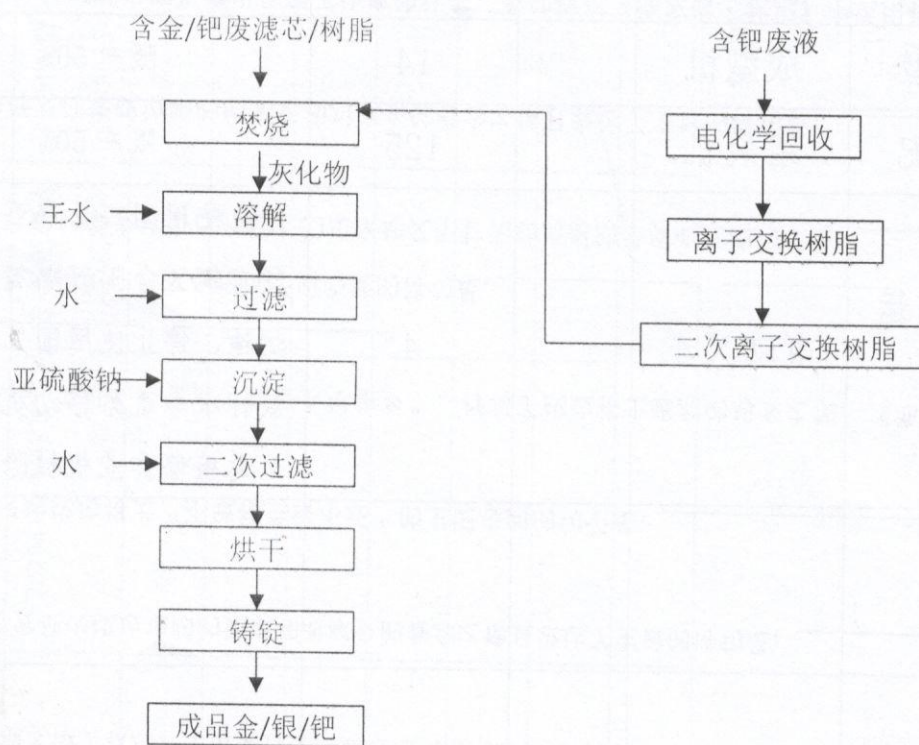 含金/钯废滤芯/树脂
含钯废液
焚烧
电化学回收
灰化物
王水
溶解
离子交换树脂
水
过滤
二次离子交换树脂
亚硫酸钠
沉淀
水
二次过滤
烘干
铸锭
成品金/银/钯